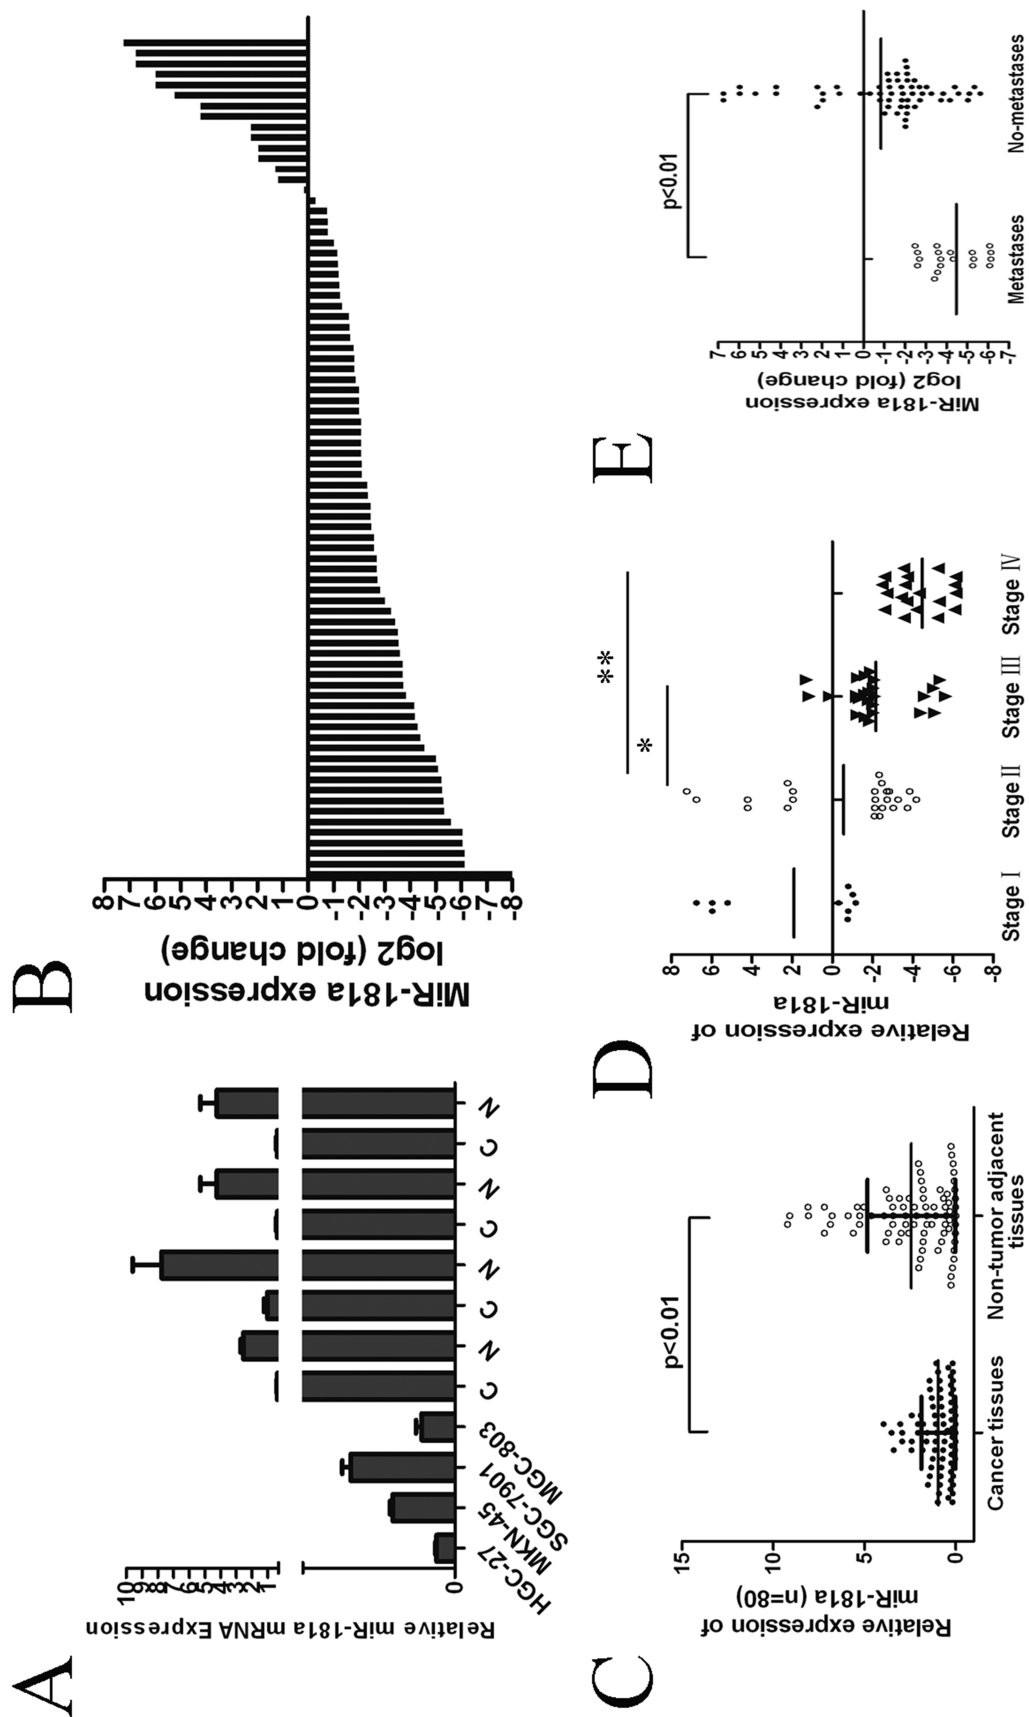 A
Relative miR-181a mRNA Expression
10
9
8
7
6
5
4
3
2
1
0
HGC-27
MKN-45
SGC-7901
MGC-803
C
N
C
N
C
N
C
N
B
MiR-181a expression
log2 (fold change)
8
7
6
5
4
3
2
1
0
-1
-2
-3
-4
-5
-6
-7
-8
C
Relative expression of
miR-181a (n=80)
15
10
5
0
p<0.01
Cancer tissues
Non-tumor adjacent
tissues
D
Relative expression of
miR-181a
8
6
4
2
0
-2
-4
-6
-8
*
**
Stage Ⅰ
Stage Ⅱ
Stage Ⅲ
Stage Ⅳ
E
MiR-181a expression
log2 (fold change)
7
6
5
4
3
2
1
0
-1
-2
-3
-4
-5
-6
-7
p<0.01
Metastases
No-metastases